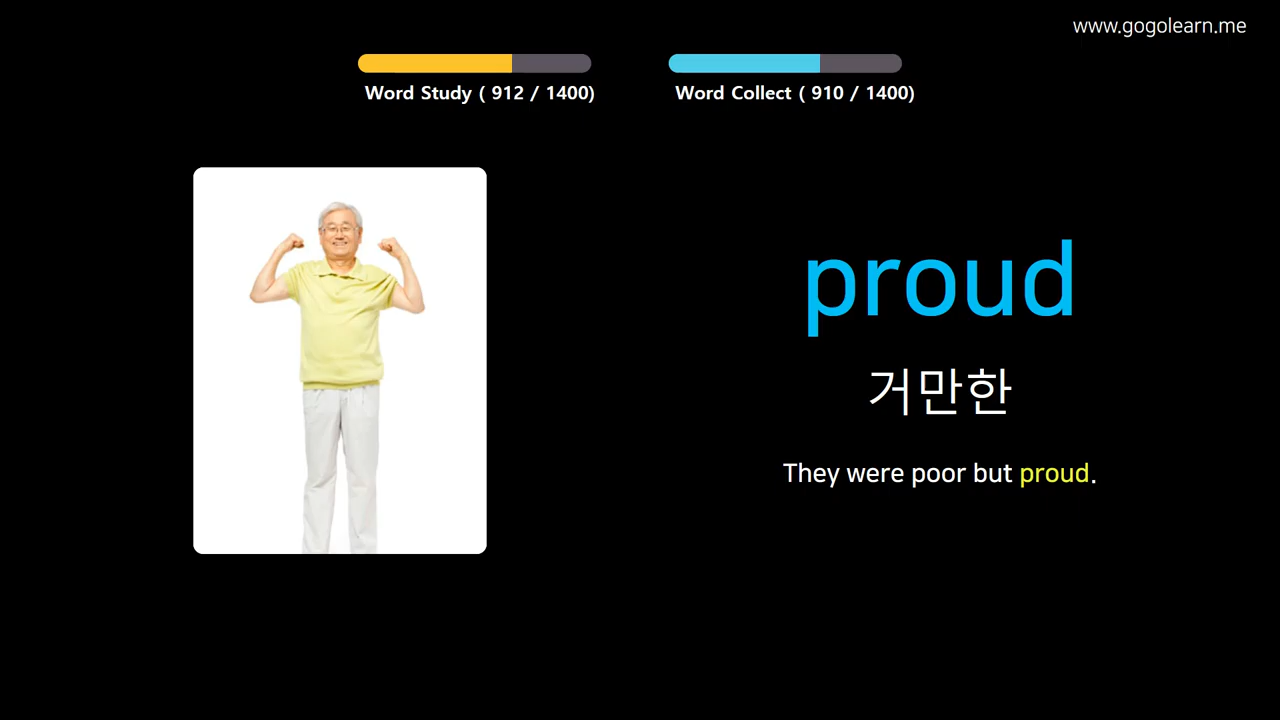 www.gogolearn.me
Word Study ( 912 / 1400)
Word Collect ( 910 / 1400)
proud
거만한
They were poor but proud.